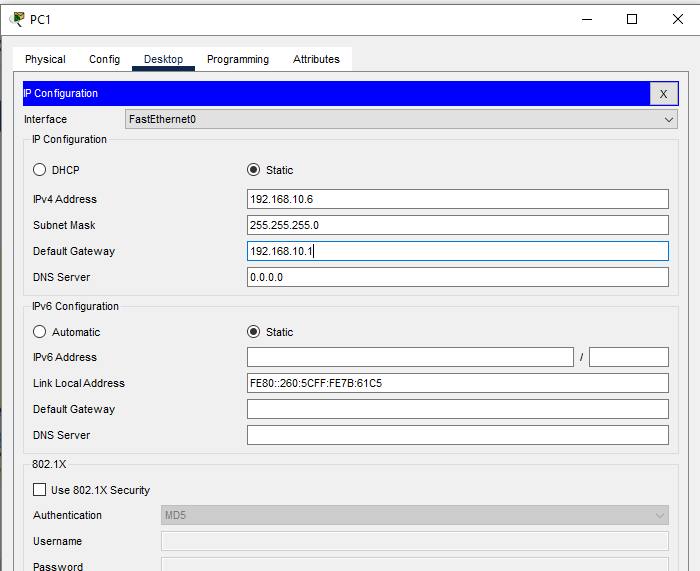 PC1
Physical Config Desktop Programming Attributes
IP Configuration X
Interface FastEthernet0
IP Configuration
DHCP Static
IPv4 Address 192.168.10.6
Subnet Mask 255.255.255.0
Default Gateway 192.168.10.1
DNS Server 0.0.0.0
IPv6 Configuration
Automatic Static
IPv6 Address /
Link Local Address FE80::260:5CFF:FE7B:61C5
Default Gateway
DNS Server
802.1X
Use 802.1X Security
Authentication MD5
Username
Password